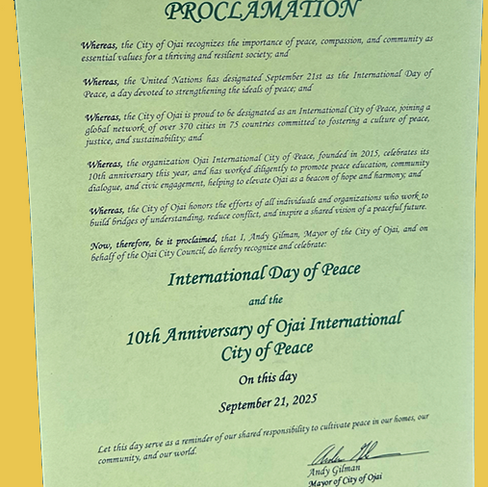 PROCLAMATION
Whereas, the City of Ojai recognizes the importance of peace, compassion, and community as
essential values for a thriving and resilient society; and
Whereas, the United Nations has designated September 21st as the International Day of
Peace, a day devoted to strengthening the ideals of peace; and
Whereas, the City of Ojai is proud to be designated as an International City of Peace, joining a
global network of over 370 cities in 75 countries committed to fostering a culture of peace,
justice, and sustainability; and
Whereas, the organization Ojai International City of Peace, founded in 2015, celebrates its
10th anniversary this year, and has worked diligently to promote peace education, community
dialogue, and civic engagement, helping to elevate Ojai as a beacon of hope and harmony; and
Whereas, the City of Ojai honors the efforts of all individuals and organizations who work to
build bridges of understanding, reduce conflict, and inspire a shared vision of a peaceful future.
Now, therefore, be it proclaimed, that I, Andy Gilman, Mayor of the City of Ojai, and on
behalf of the Ojai City Council, do hereby recognize and celebrate:
International Day of Peace
and the
10th Anniversary of Ojai International
City of Peace
On this day
September 21, 2025
Let this day serve as a reminder of our shared responsibility to cultivate peace in our homes, our
community, and our world.
Andy Gilman
Mayor of City of Ojai